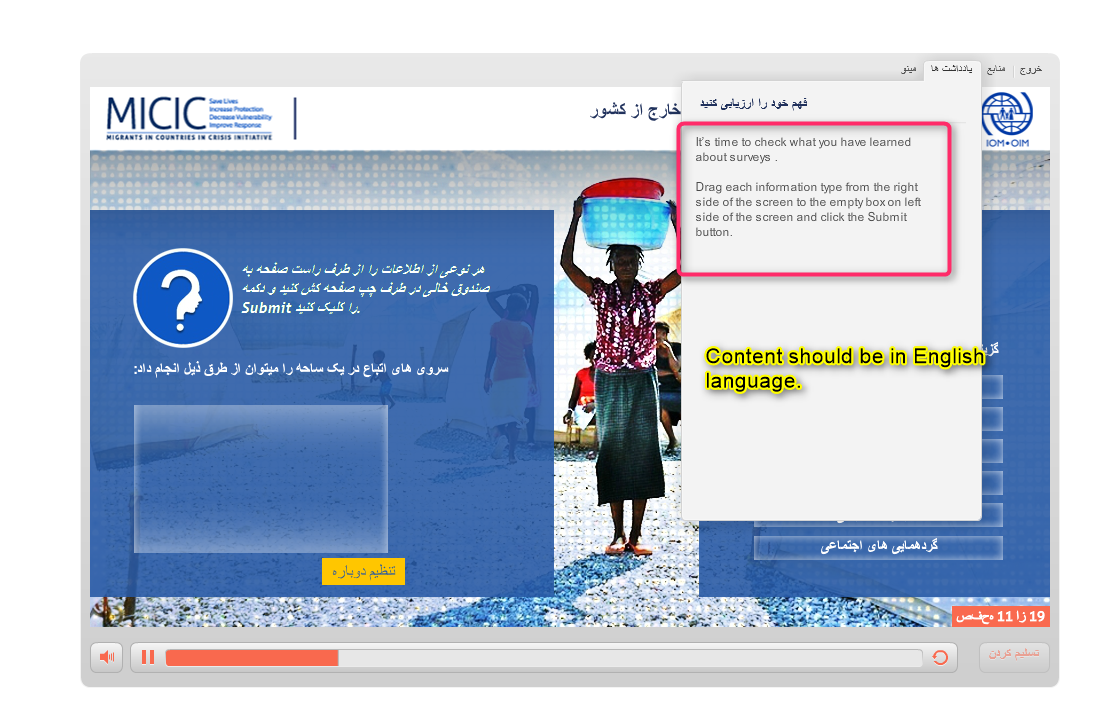 خروج
منابع
یادداشت ها
مینو
MICIC
Save Lives
Increase Protection
Decrease Vulnerability
Improve Response
MIGRANTS IN COUNTRIES IN CRISIS INITIATIVE
خارج از کشور
IOM•OIM
فهم خود را ارزیابی کنید
It's time to check what you have learned
about surveys .
Drag each information type from the right
side of the screen to the empty box on left
side of the screen and click the Submit
button.
Content should be in English
language.
هر نوعی از اطلاعات را از طرف راست صفحه به
صندوق خالی در طرف چپ صفحه کش کنید و دکمه
Submit را کلیک کنید.
سروی های اتباع در یک ساحه را میتوان از طرق ذیل انجام داد:
تنظیم دوباره
گردهمایی های اجتماعی
صفحه 11 از 19
تسلیم کردن